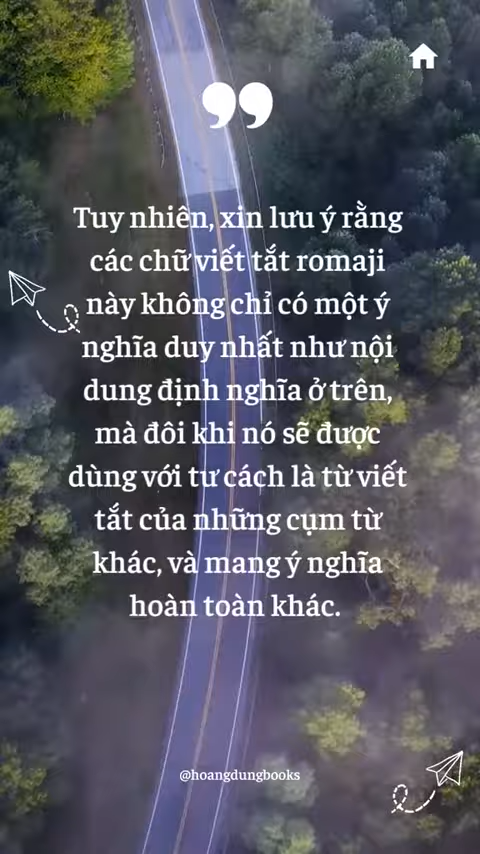 Tuy nhiên, xin lưu ý rằng
các chữ viết tắt romaji
này không chỉ có một ý
nghĩa duy nhất như nội
dung định nghĩa ở trên,
mà đôi khi nó sẽ được
dùng với tư cách là từ viết
tắt của những cụm từ
khác, và mang ý nghĩa
hoàn toàn khác.
@hoangdungbooks